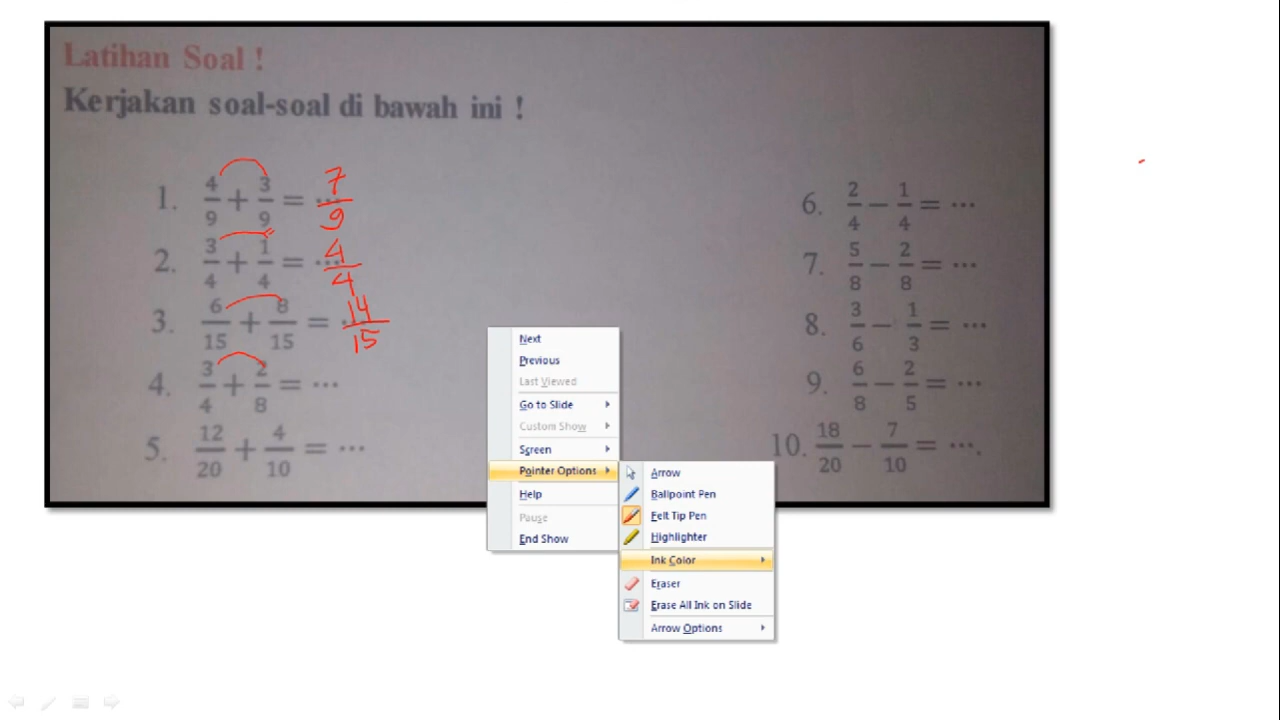 Latihan Soal !
Kerjakan soal-soal di bawah ini !
1. 4/9 + 3/9 = ... 7/9
2. 3/4 + 1/4 = ... 4/4
3. 6/15 + 8/15 = ... 14/15
4. 3/4 + 2/8 = ...
5. 12/20 + 4/10 = ...
6. 2/4 − 1/4 = ...
7. 5/8 − 2/8 = ...
8. 3/6 − 1/3 = ...
9. 6/8 − 2/5 = ...
10. 18/20 − 7/10 = ....
Next
Previous
Last Viewed
Go to Slide
Custom Show
Screen
Pointer Options
Help
Pause
End Show
Arrow
Ballpoint Pen
Felt Tip Pen
Highlighter
Ink Color
Eraser
Erase All Ink on Slide
Arrow Options